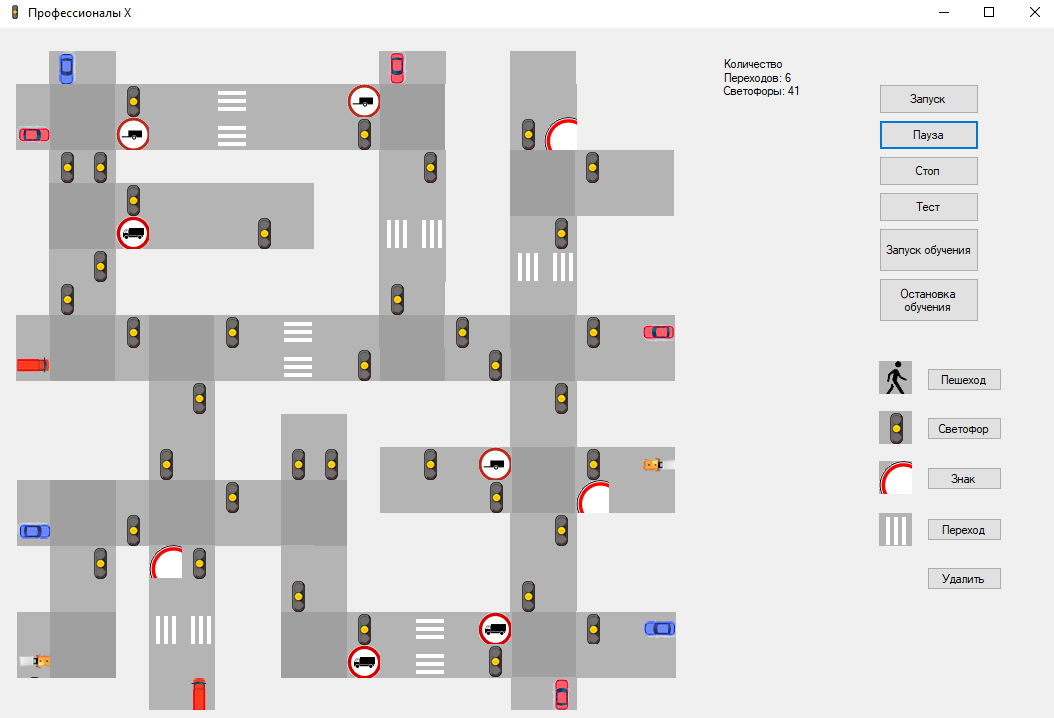 Профессионалы X
Количество
Переходов: 6
Светофоры: 41
Запуск
Пауза
Стоп
Тест
Запуск обучения
Остановка
обучения
Пешеход
Светофор
Знак
Переход
Удалить